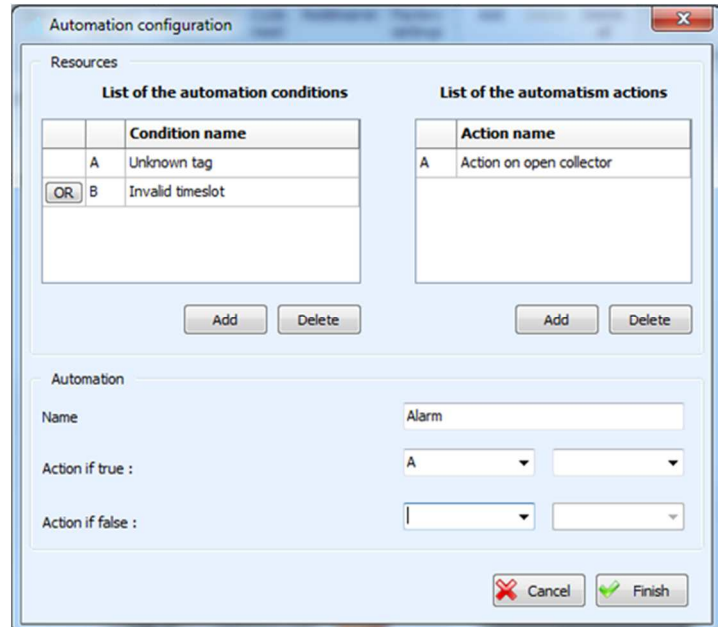 Automation configuration
Resources
List of the automation conditions
List of the automatism actions
Condition name
Action name
A Unknown tag
A Action on open collector
OR B Invalid timeslot
Add Delete
Add Delete
Automation
Name Alarm
Action if true : A
Action if false :
Cancel Finish